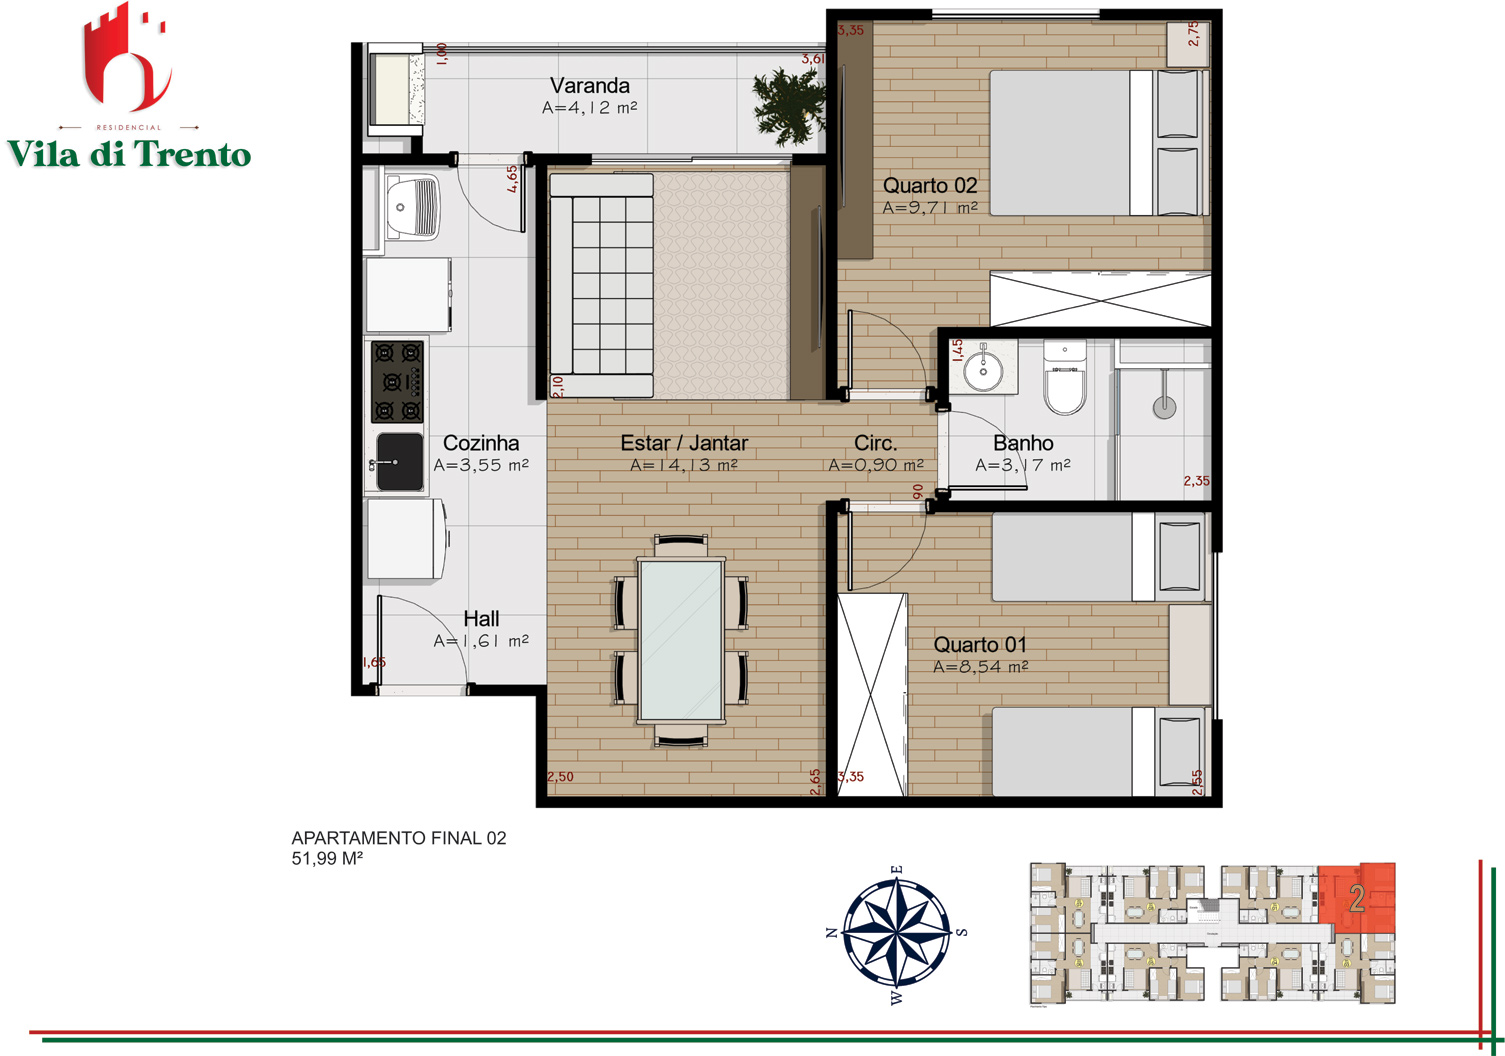 RESIDENCIAL
Vila di Trento
1,00
3,61
Varanda
A=4,12 m²
4,65
3,35
2,75
Quarto 02
A=9,71 m²
2,10
1,45
Cozinha
A=3,55 m²
Estar / Jantar
A=14,13 m²
Circ.
A=0,90 m²
90
Banho
A=3,17 m²
2,35
Hall
A=1,61 m²
1,65
Quarto 01
A=8,54 m²
2,50
2,65
3,35
2,55
APARTAMENTO FINAL 02
51,99 M²
E
N
S
W
2